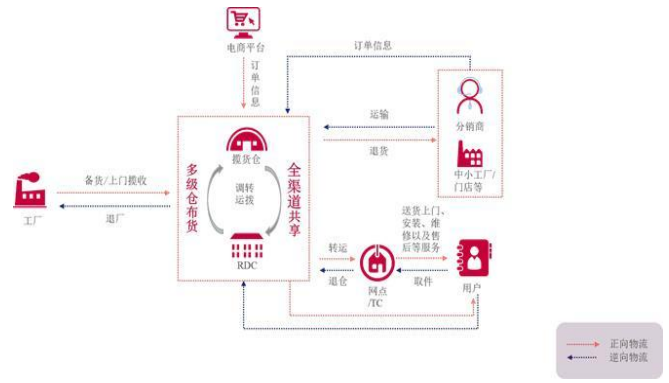 电商平台
订单信息
订单信息
运输
退货
分销商
中小工厂/
门店等
多级仓布货
揽货仓
调转
运拨
RDC
全渠道共享
备货/上门揽收
退厂
工厂
转运
退仓
网点
/TC
送货上门、
安装、维
修以及售
后等服务
取件
用户
正向物流
逆向物流